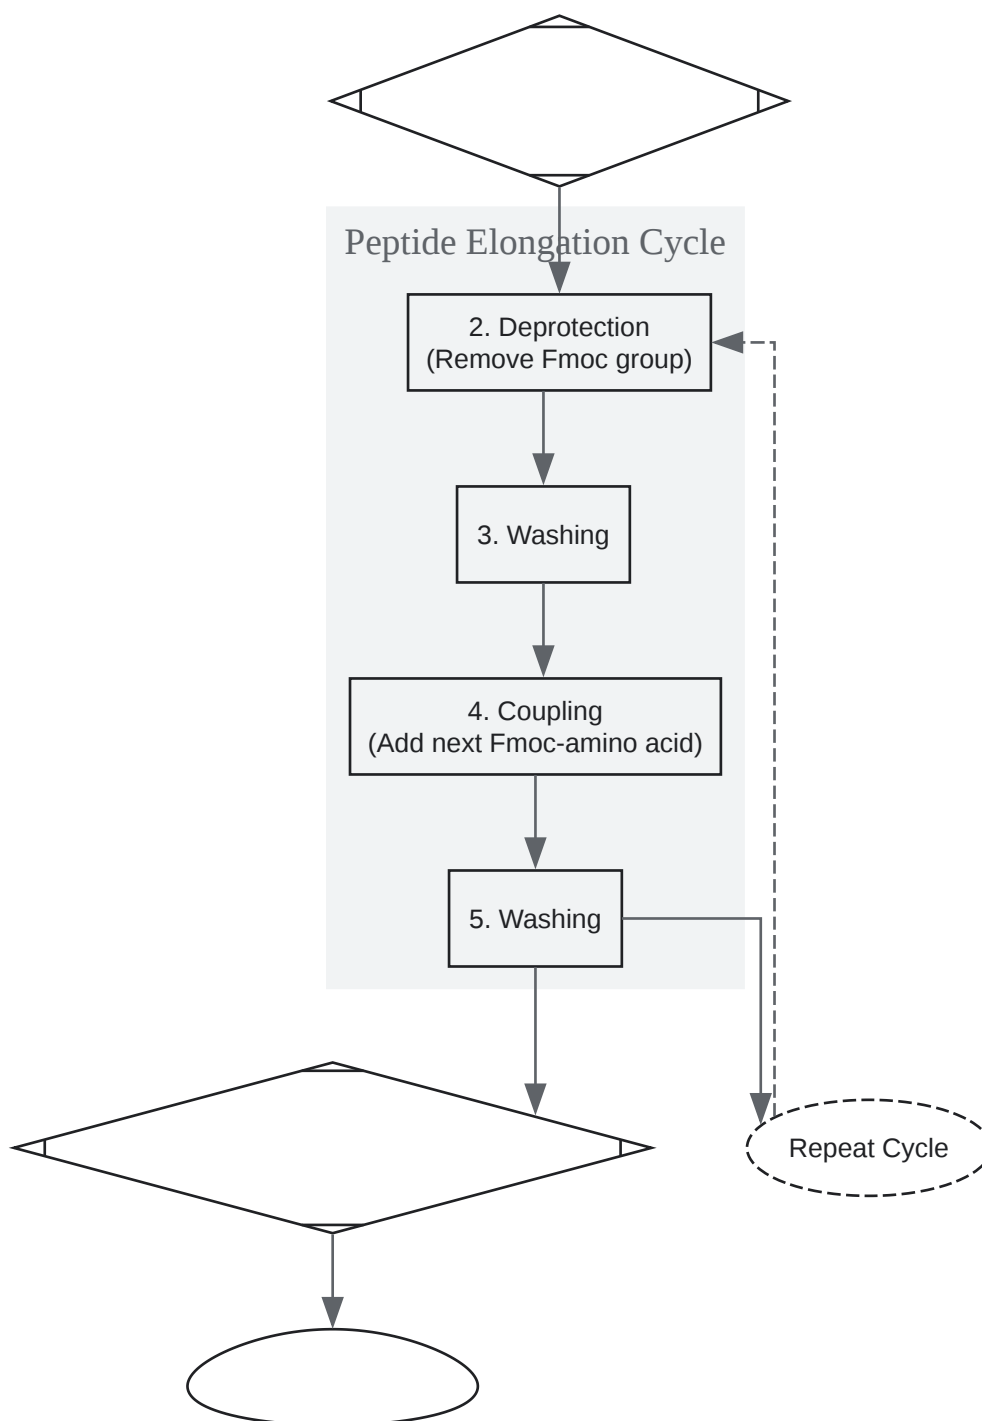 Peptide Elongation Cycle
2. Deprotection
(Remove Fmoc group)
3. Washing
4. Coupling
(Add next Fmoc-amino acid)
5. Washing
Repeat Cycle